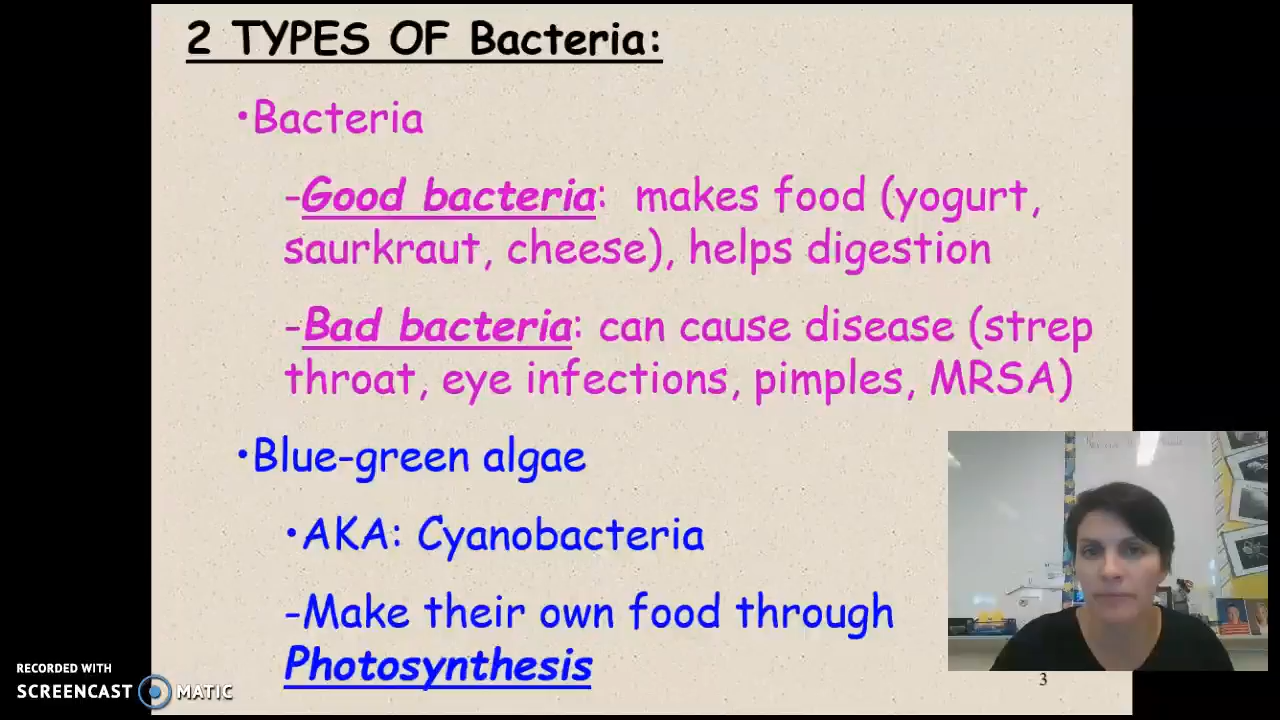 2 TYPES OF Bacteria:
•Bacteria
-Good bacteria: makes food (yogurt,
saurkraut, cheese), helps digestion
-Bad bacteria: can cause disease (strep
throat, eye infections, pimples, MRSA)
•Blue-green algae
•AKA: Cyanobacteria
-Make their own food through
Photosynthesis
3
RECORDED WITH
SCREENCAST MATIC